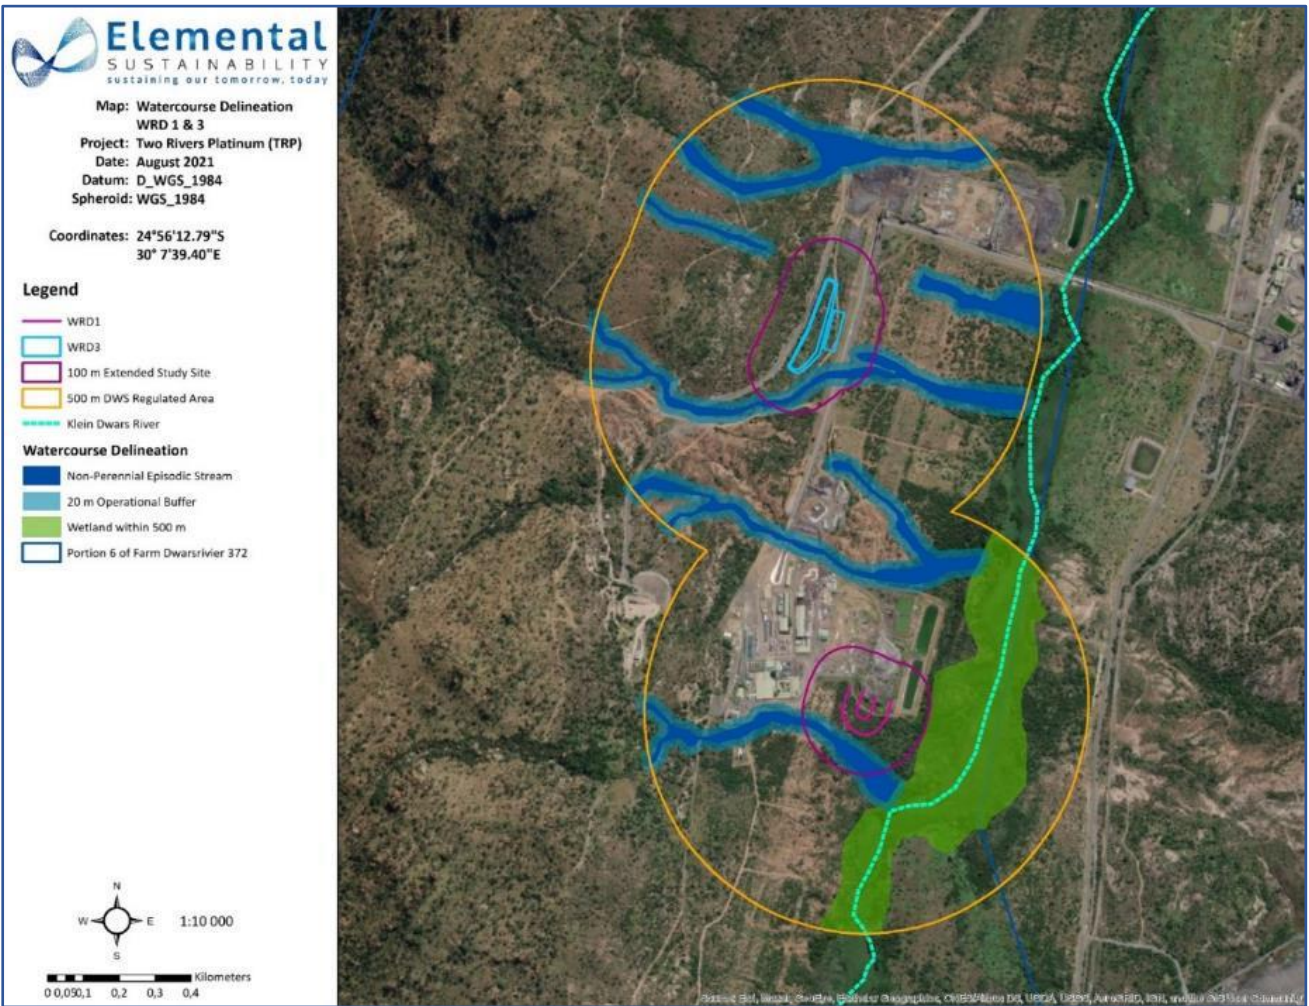 Elemental
SUSTAINABILITY
sustaining our tomorrow, today
Map: Watercourse Delineation
WRD 1 & 3
Project: Two Rivers Platinum (TRP)
Date: August 2021
Datum: D_WGS_1984
Spheroid: WGS_1984
Coordinates: 24°56'12.79"S
30° 7'39.40"E
Legend
WRD1
WRD3
100 m Extended Study Site
500 m DWS Regulated Area
Klein Dwars River
Watercourse Delineation
Non-Perennial Episodic Stream
20 m Operational Buffer
Wetland within 500 m
Portion 6 of Farm Dwarsrivier 372
N
W E 1:10 000
S
Kilometers
0 0,050,1 0,2 0,3 0,4